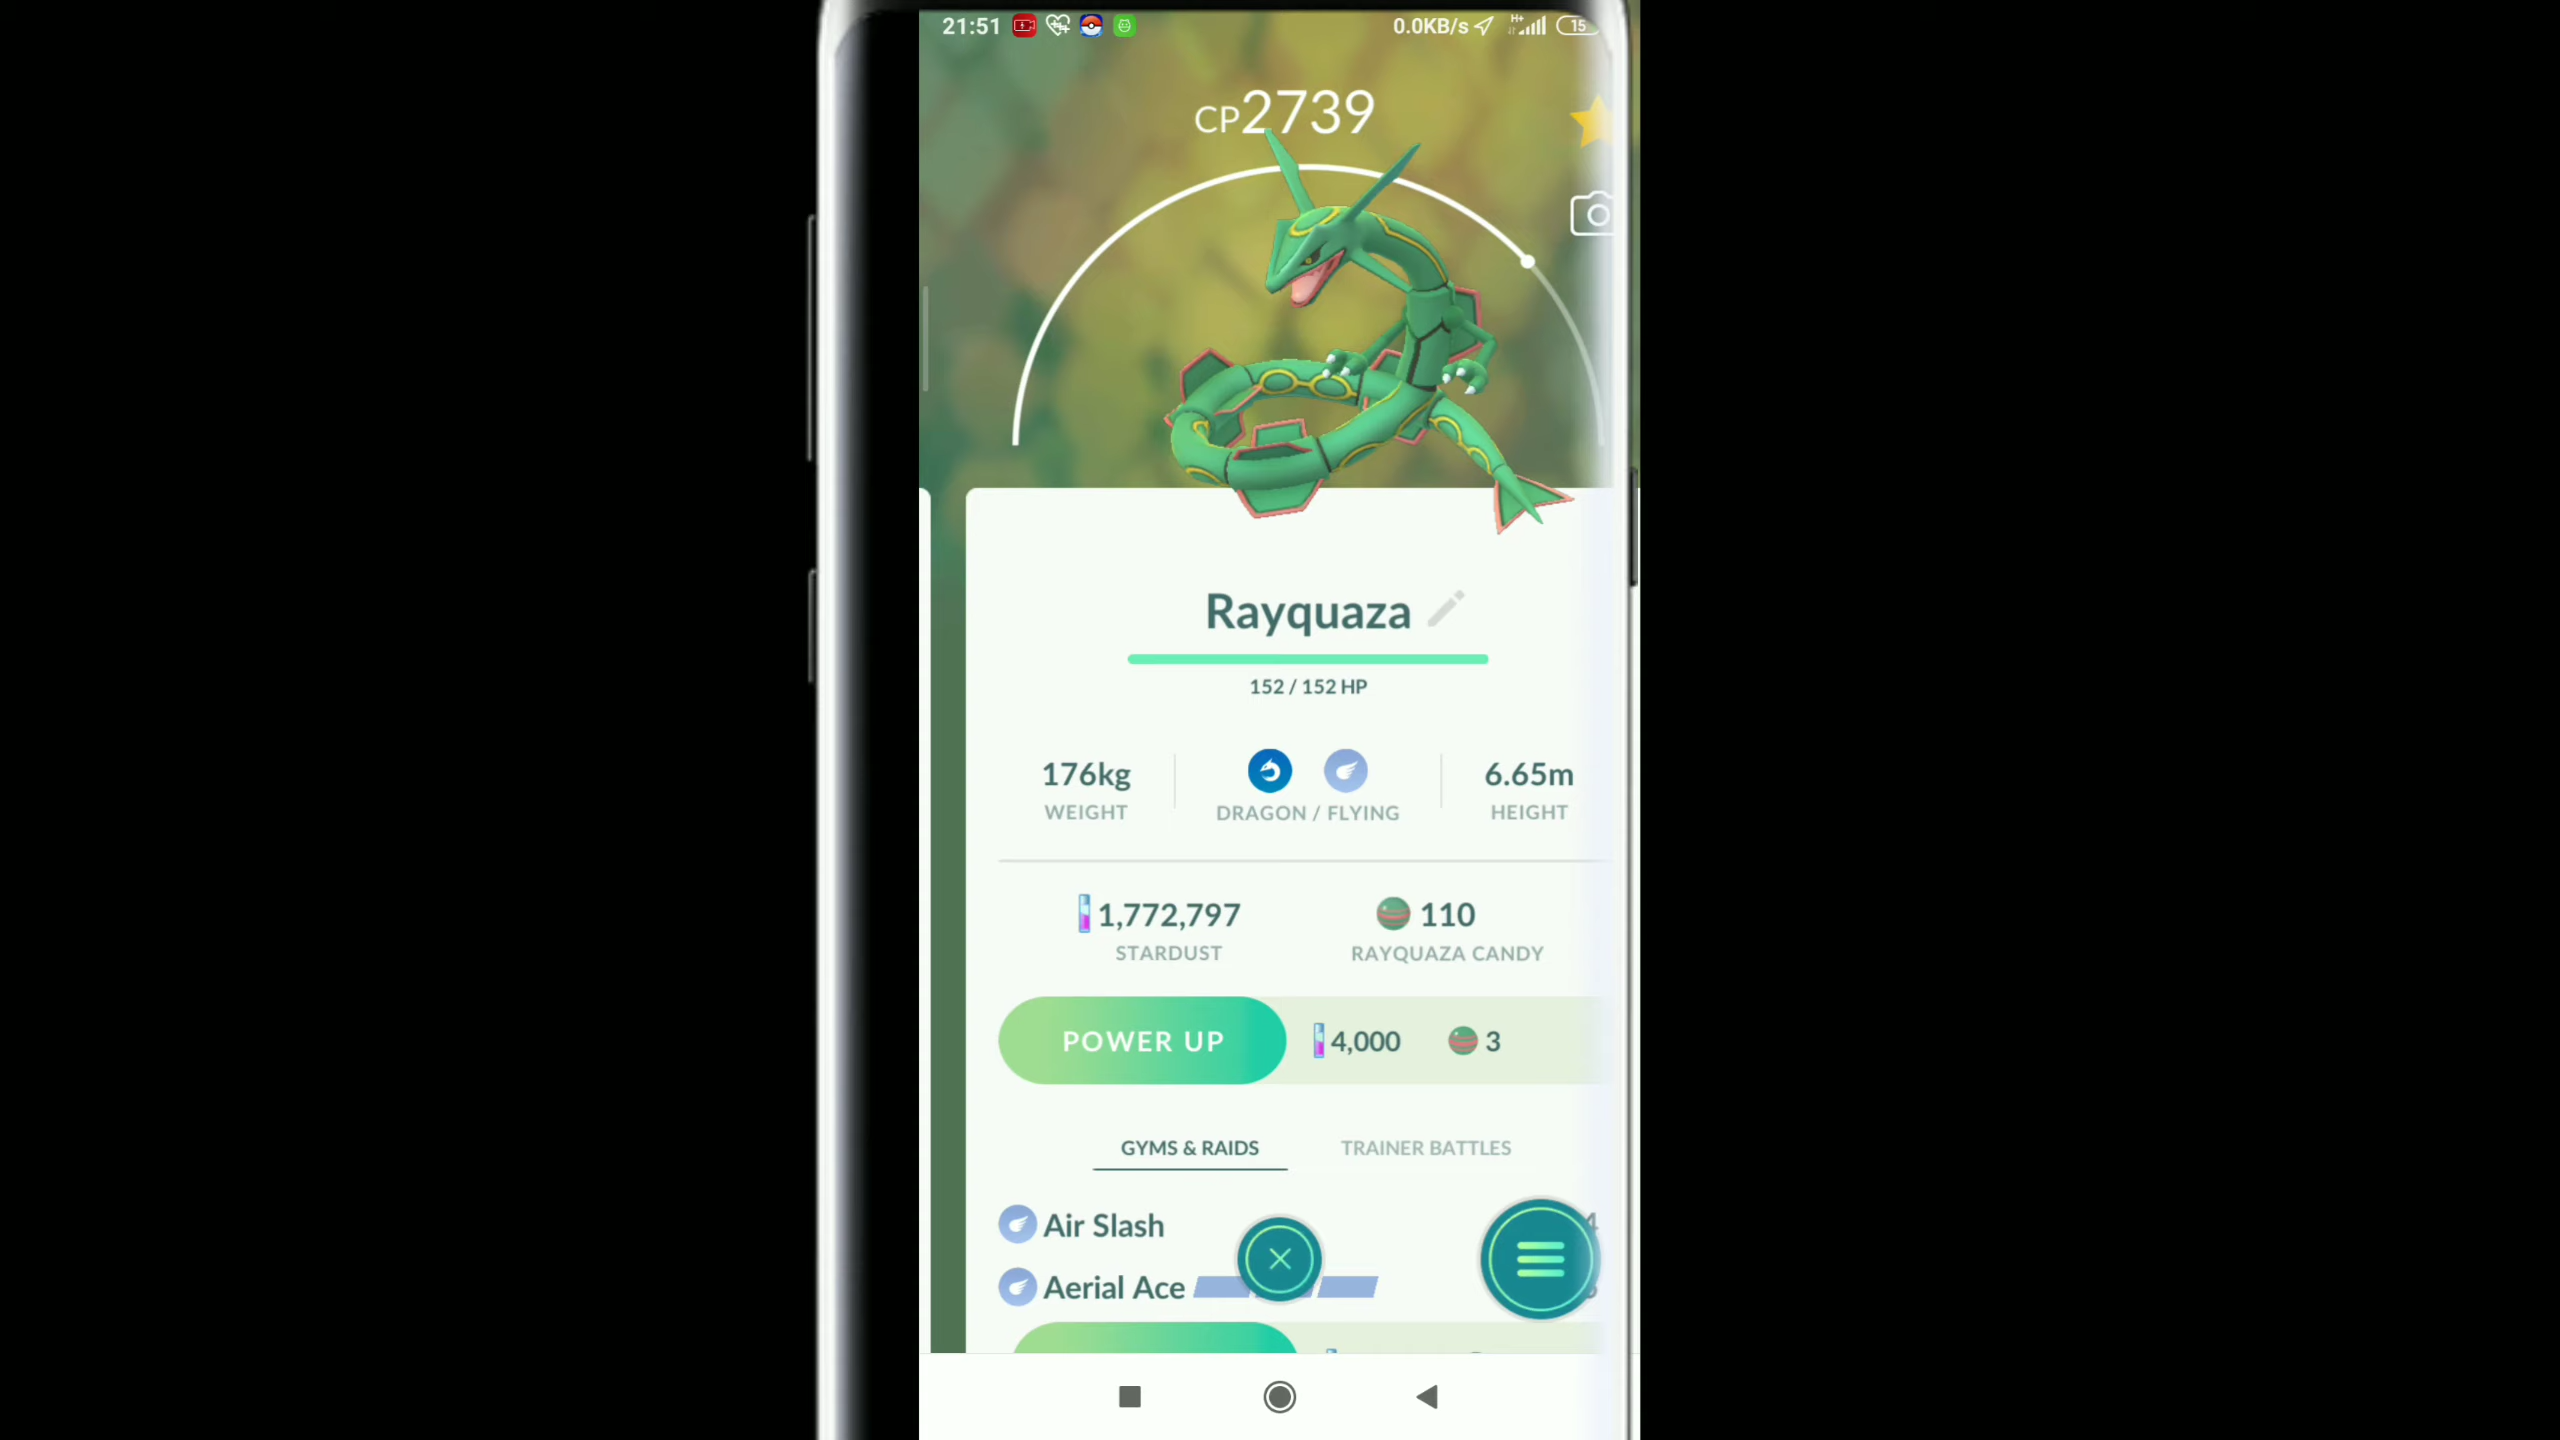 21:51 0.0KB/s H+ 15
CP2739
Rayquaza
152 / 152 HP
176kg DRAGON / FLYING 6.65m
WEIGHT HEIGHT
1,772,797 110
STARDUST RAYQUAZA CANDY
POWER UP 4,000 3
GYMS & RAIDS TRAINER BATTLES
Air Slash
Aerial Ace